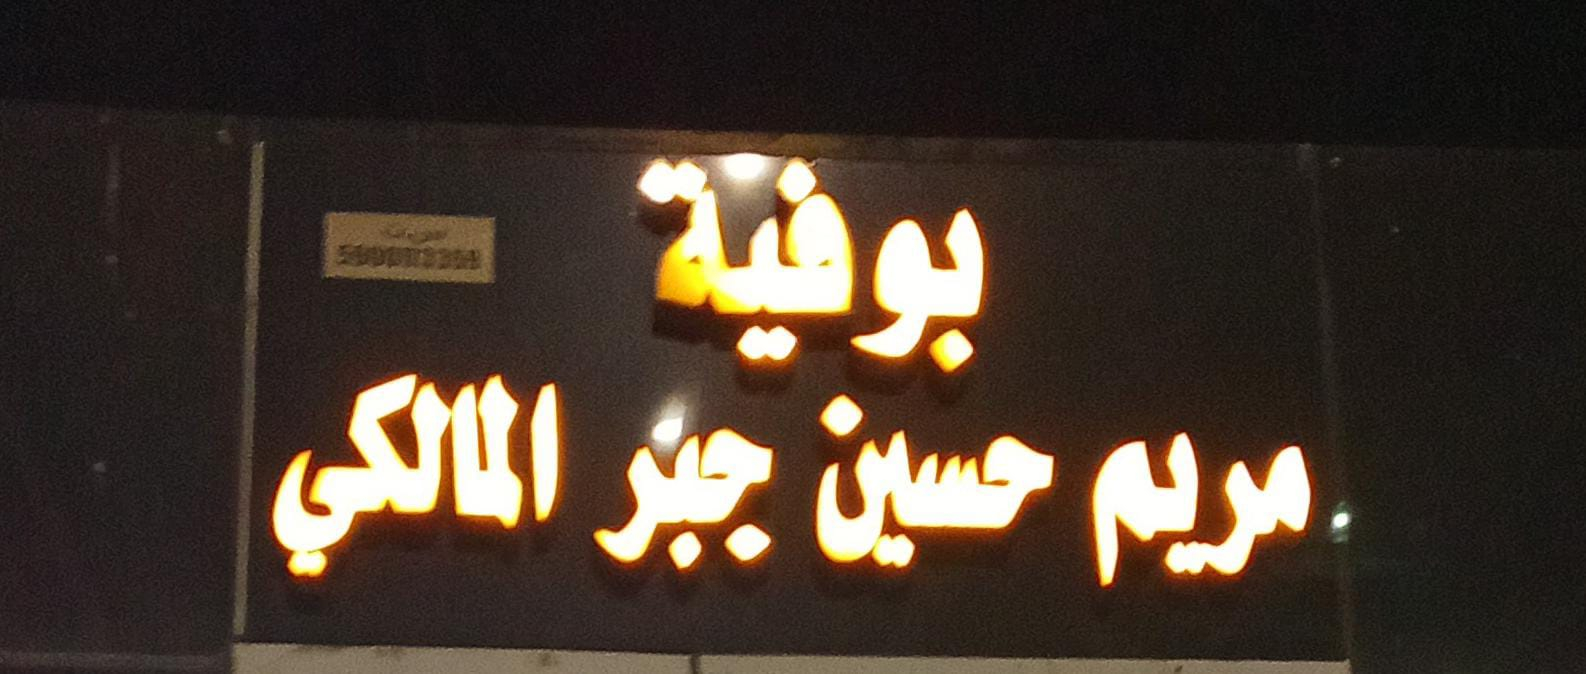 بوفية
مريم حسين جبر المالكي